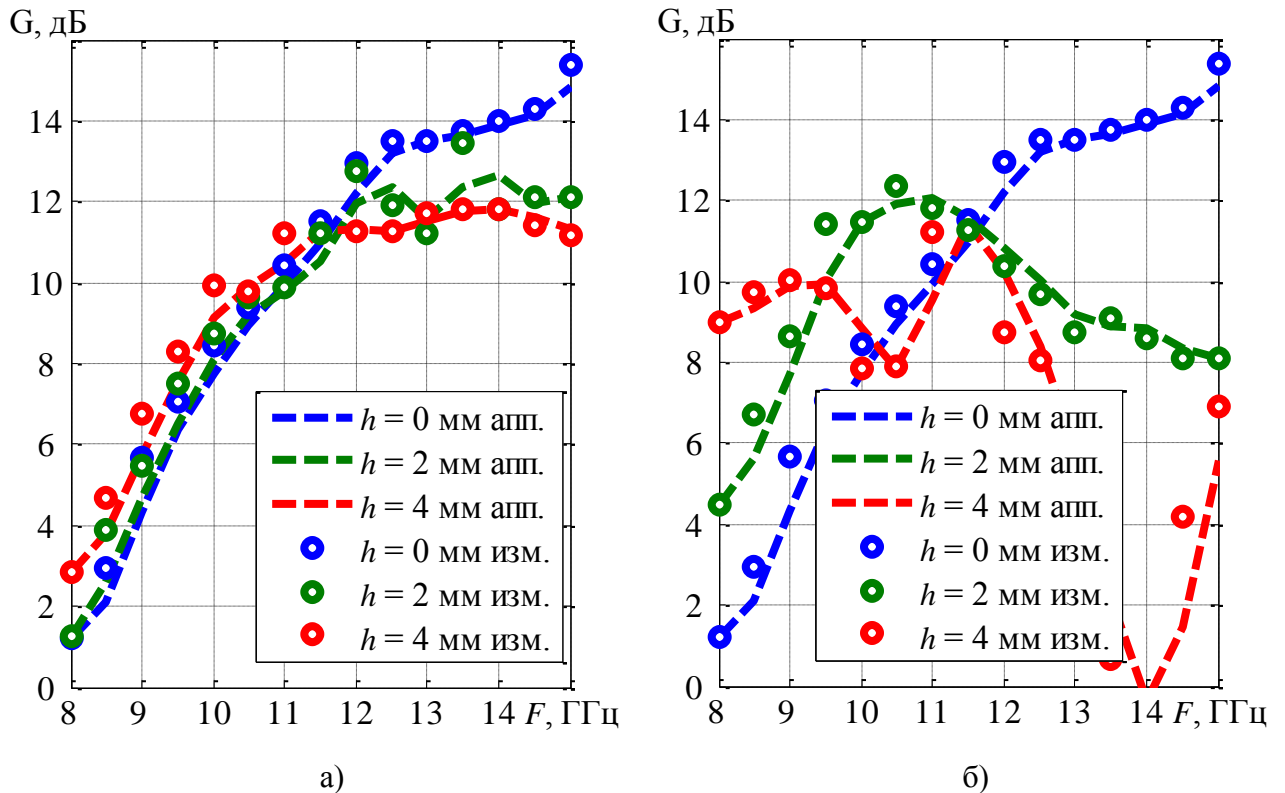 G, дБ
14
12
10
8
6
4
2
0
8 9 10 11 12 13 14 F, ГГц
h = 0 мм апп.
h = 2 мм апп.
h = 4 мм апп.
h = 0 мм изм.
h = 2 мм изм.
h = 4 мм изм.
а)
G, дБ
14
12
10
8
6
4
2
0
8 9 10 11 12 13 14 F, ГГц
h = 0 мм апп.
h = 2 мм апп.
h = 4 мм апп.
h = 0 мм изм.
h = 2 мм изм.
h = 4 мм изм.
б)